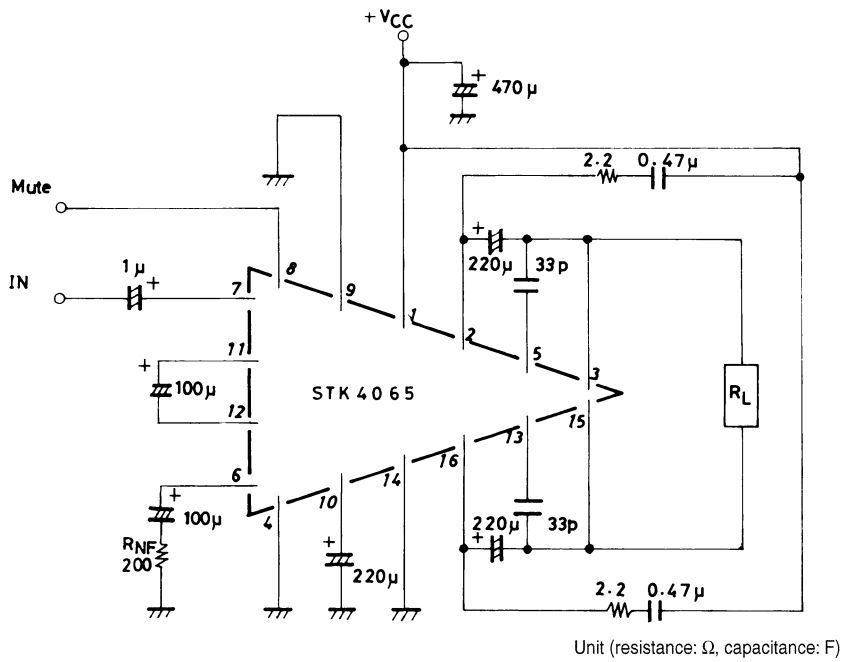 + VCC
+ 470µ
2.2 0.47µ
Mute
+
220µ 33p
8
1µ
+
IN
7
9
1
2
5
3
11
+
100µ
STK4065
RL
12
15
13
16
14
6
10
4
+
100µ
+
220µ
+
220µ 33p
RNF
200
2.2 0.47µ
Unit (resistance: Ω, capacitance: F)